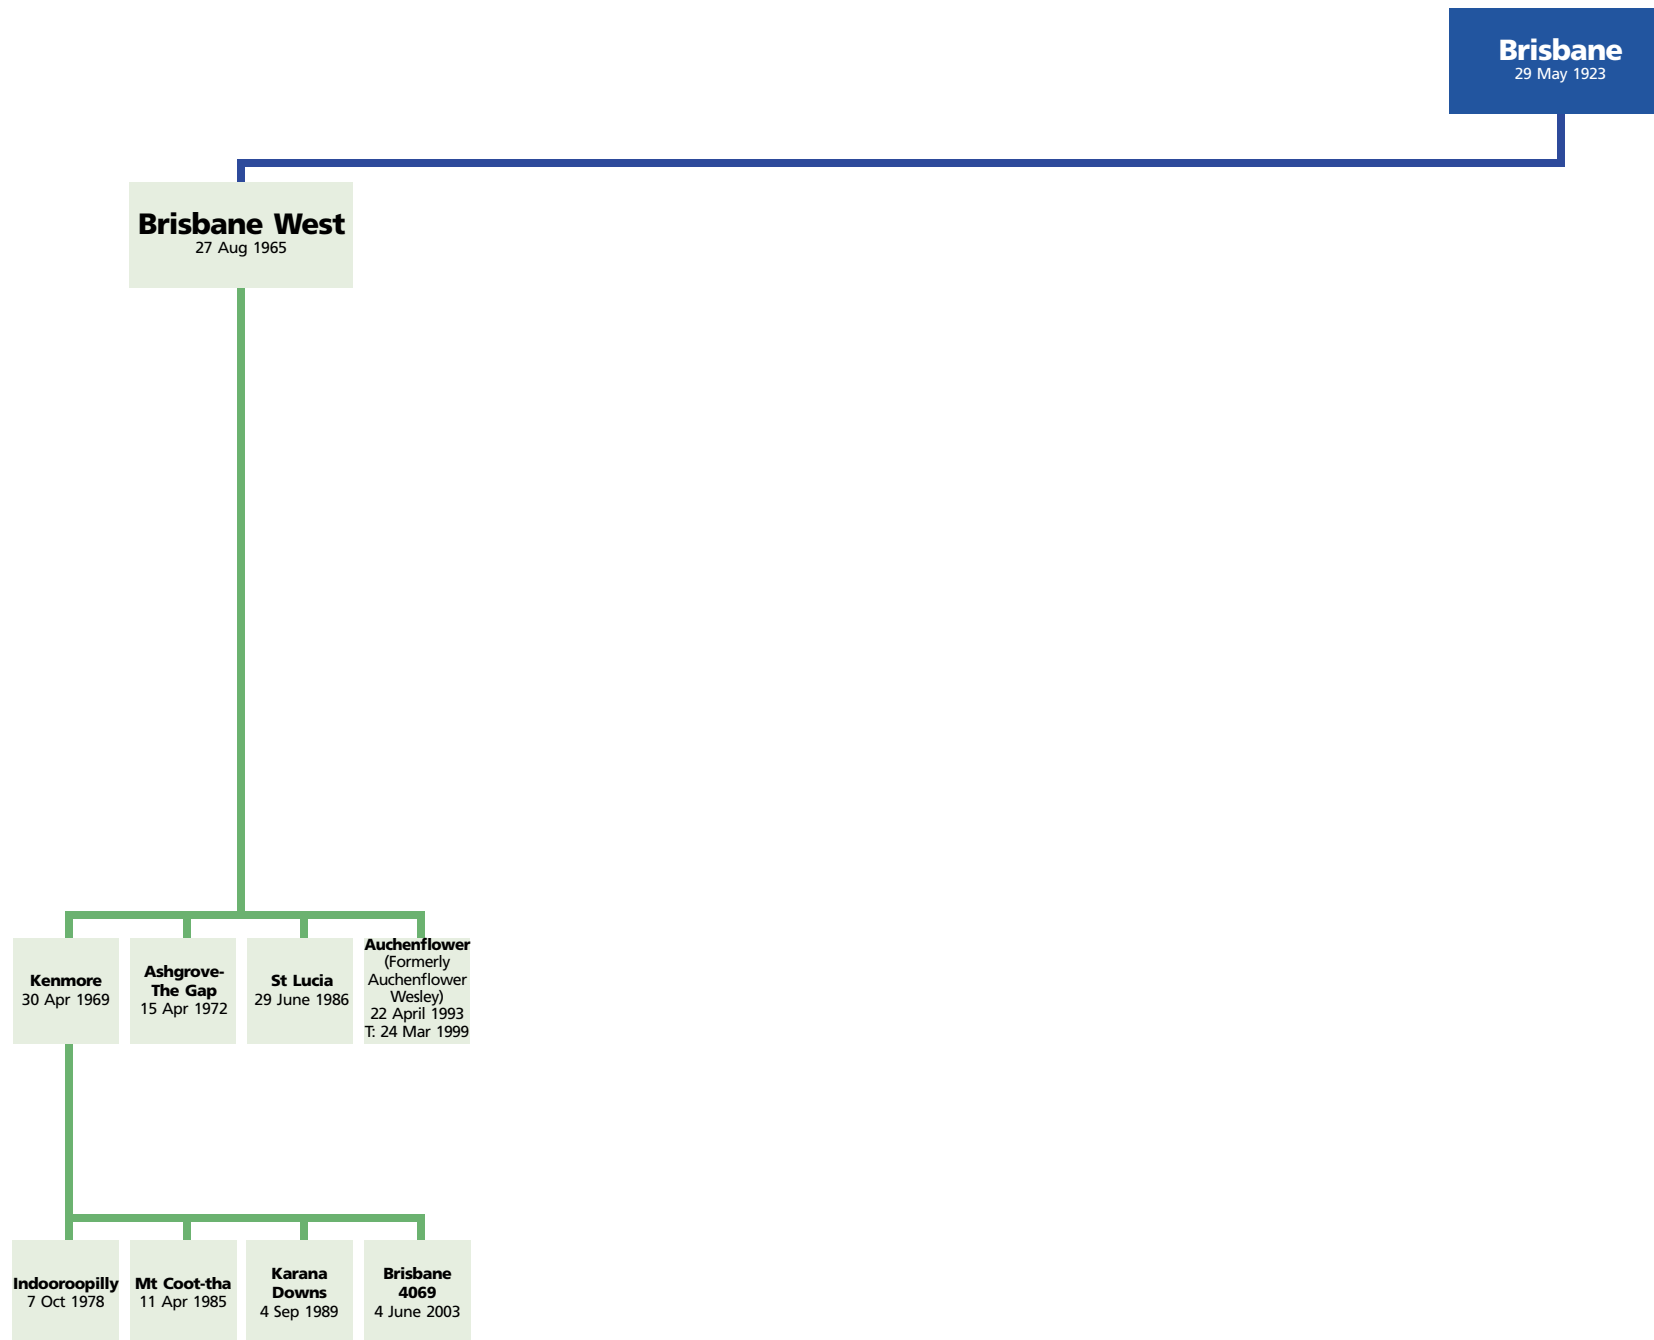 Brisbane
29 May 1923
Brisbane West
27 Aug 1965
Kenmore
30 Apr 1969
Ashgrove-
The Gap
15 Apr 1972
St Lucia
29 June 1986
Auchenflower
(Formerly
Auchenflower
Wesley)
22 April 1993
T: 24 Mar 1999
Indooroopilly
7 Oct 1978
Mt Coot-tha
11 Apr 1985
Karana
Downs
4 Sep 1989
Brisbane
4069
4 June 2003